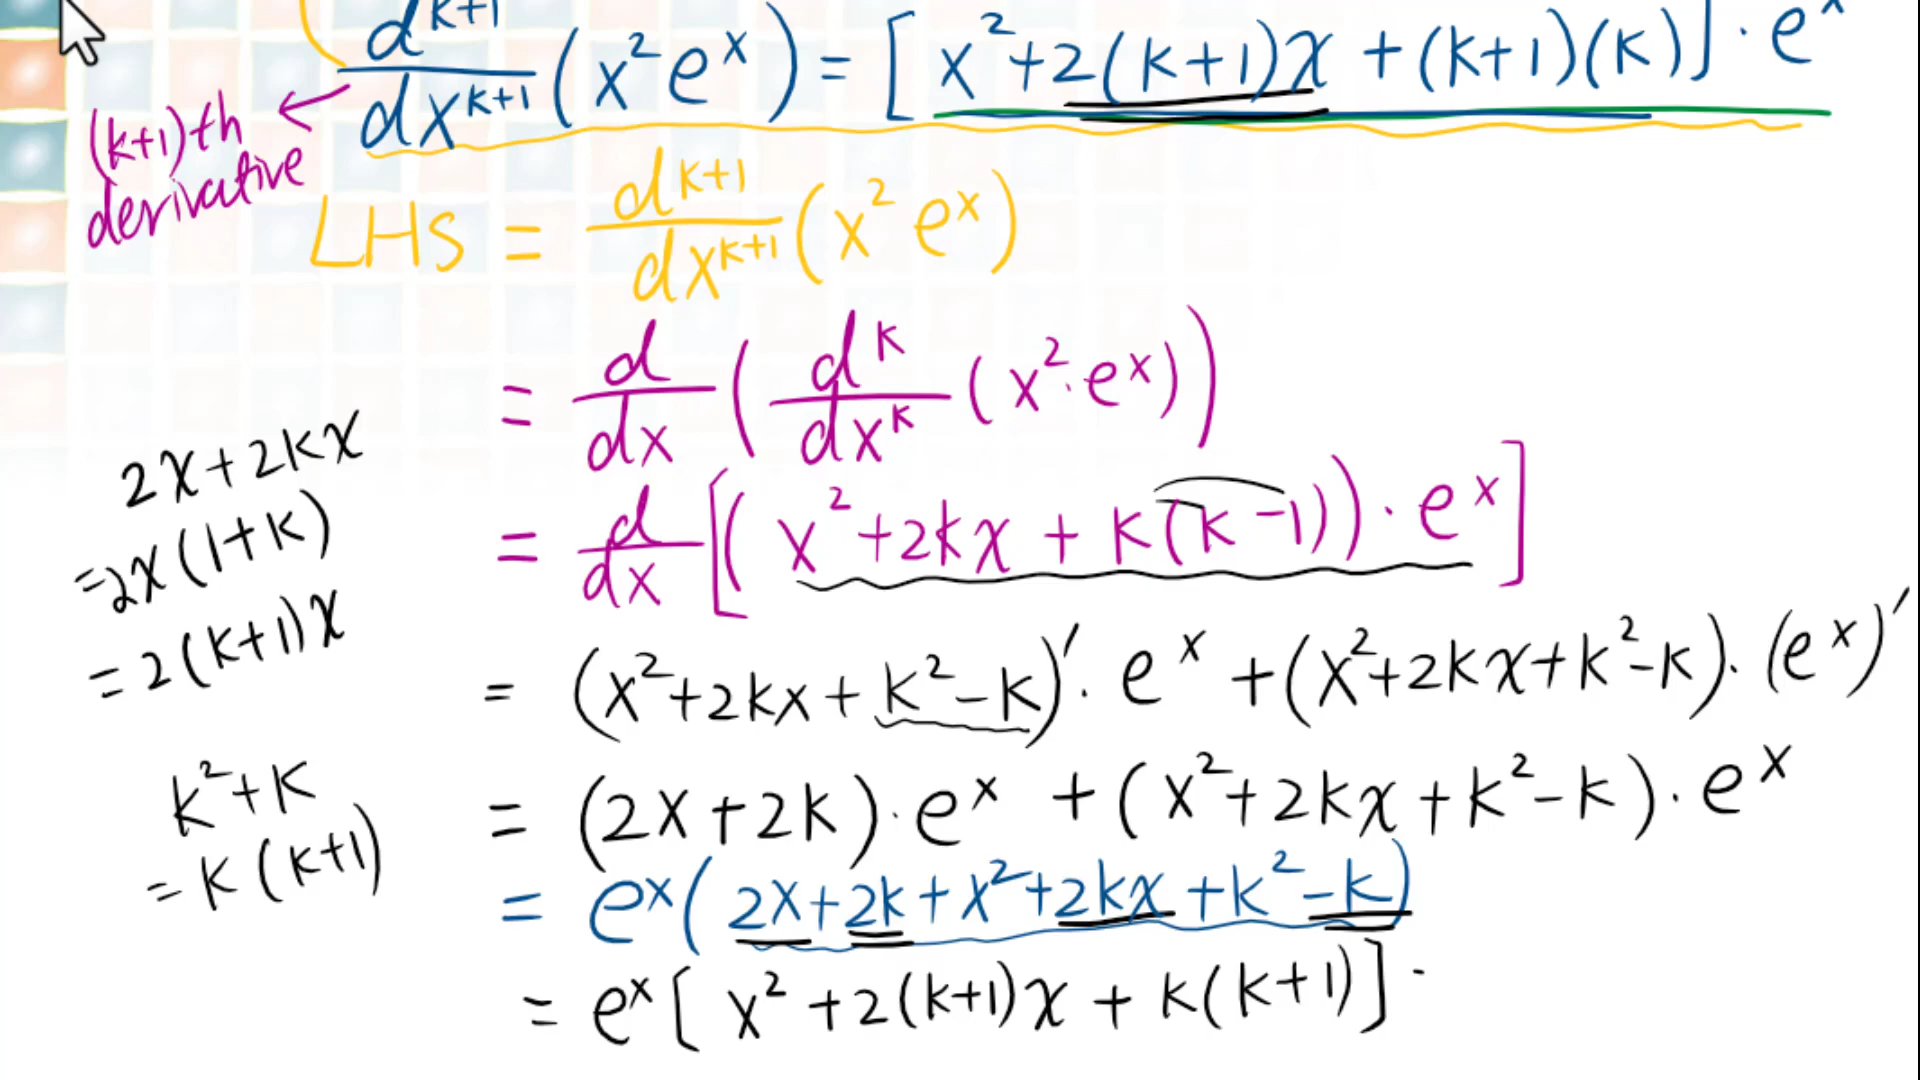 d^{k+1}/dx^{k+1} (x²e^x) = [x²+2(k+1)x+(k+1)(k)]·e^x
(k+1)th
derivative
LHS = d^{k+1}/dx^{k+1} (x² e^x)
= d/dx ( d^k/dx^k (x²·e^x))
= d/dx [( x²+2kx + k(k-1))·e^x]
= (x²+2kx+k²-k)'·e^x +(x²+2kx+k²-k)·(e^x)'
= (2x+2k)·e^x + (x²+2kx+k²-k)·e^x
= e^x(2x+2k+x²+2kx+k²-k)
= e^x[x²+2(k+1)x + k(k+1)].
2x+2kx
=2x(1+k)
=2(k+1)x
k²+k
=k(k+1)